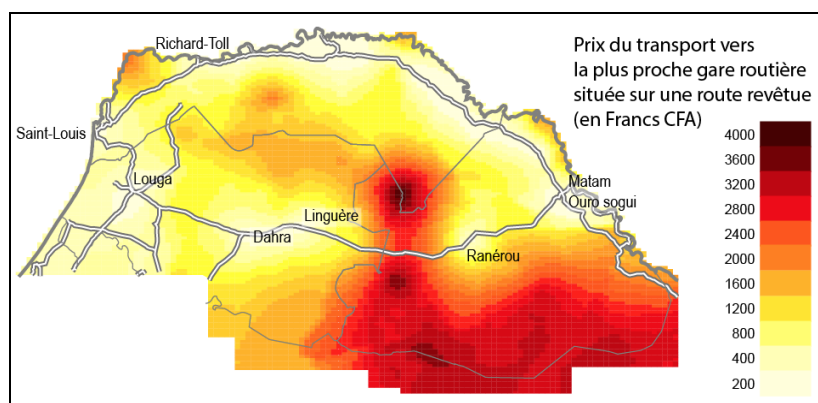 Richard-Toll
Prix du transport vers
la plus proche gare routière
située sur une route revêtue
(en Francs CFA)
Saint-Louis
Louga
Matam
Ouro sogui
Linguère
Dahra
Ranérou
4000
3600
3200
2800
2400
2000
1600
1200
800
400
200